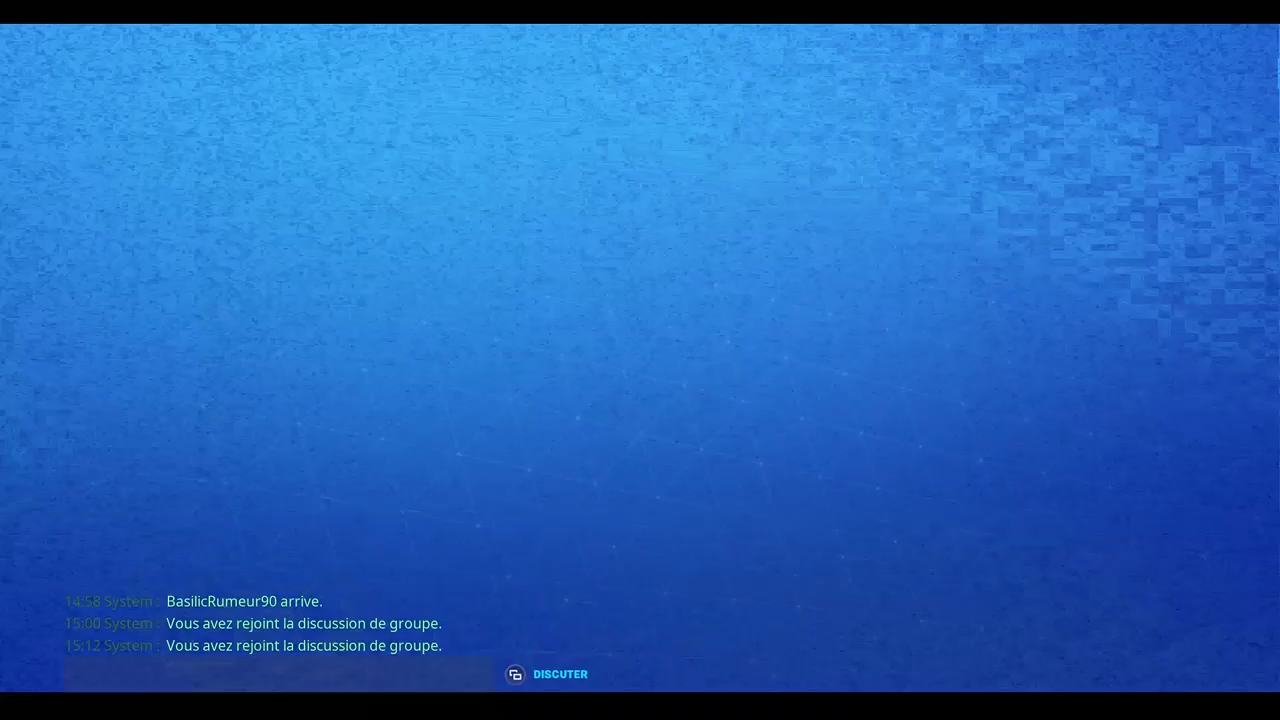 14:58 System : BasilicRumeur90 arrive.
15:00 System : Vous avez rejoint la discussion de groupe.
15:12 System : Vous avez rejoint la discussion de groupe.
DISCUTER